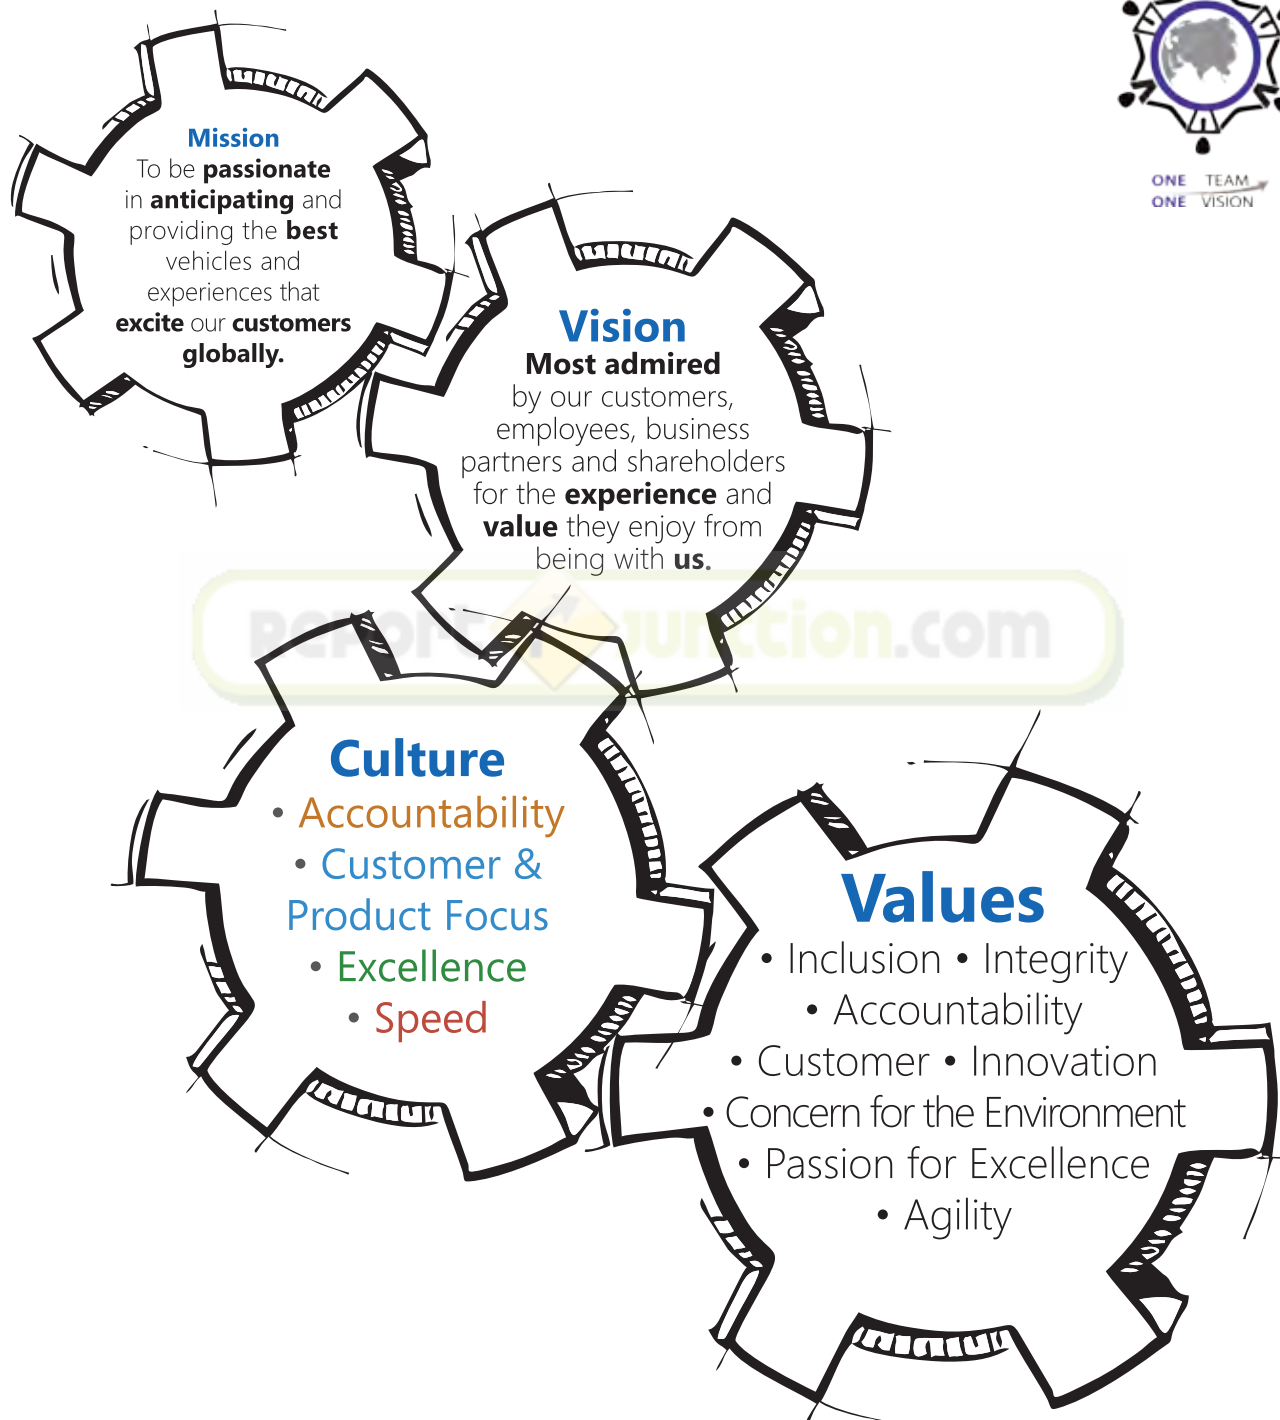 ONE TEAM
ONE VISION
Mission
To be passionate
in anticipating and
providing the best
vehicles and
experiences that
excite our customers
globally.
Vision
Most admired
by our customers,
employees, business
partners and shareholders
for the experience and
value they enjoy from
being with us.
RePORT Junction.com
Culture
• Accountability
• Customer &
Product Focus
• Excellence
• Speed
Values
• Inclusion • Integrity
• Accountability
• Customer • Innovation
• Concern for the Environment
• Passion for Excellence
• Agility